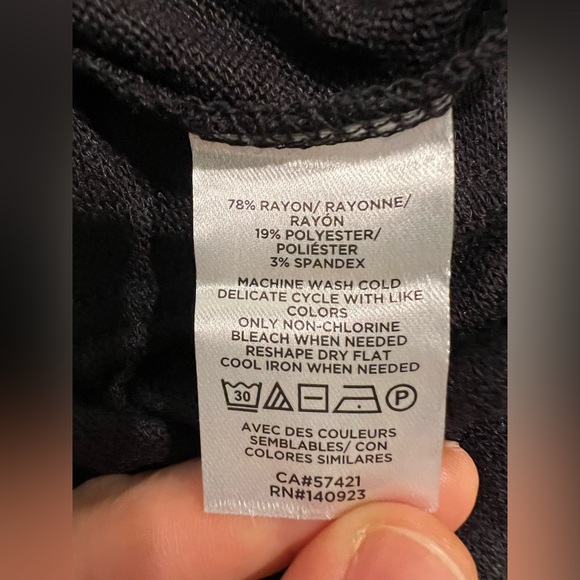 78% RAYON/ RAYONNE/
RAYÓN
19% POLYESTER/
POLIÉSTER
3% SPANDEX
MACHINE WASH COLD
DELICATE CYCLE WITH LIKE
COLORS
ONLY NON-CHLORINE
BLEACH WHEN NEEDED
RESHAPE DRY FLAT
COOL IRON WHEN NEEDED
30 P
AVEC DES COULEURS
SEMBLABLES/ CON
COLORES SIMILARES
CA#57421
RN#140923